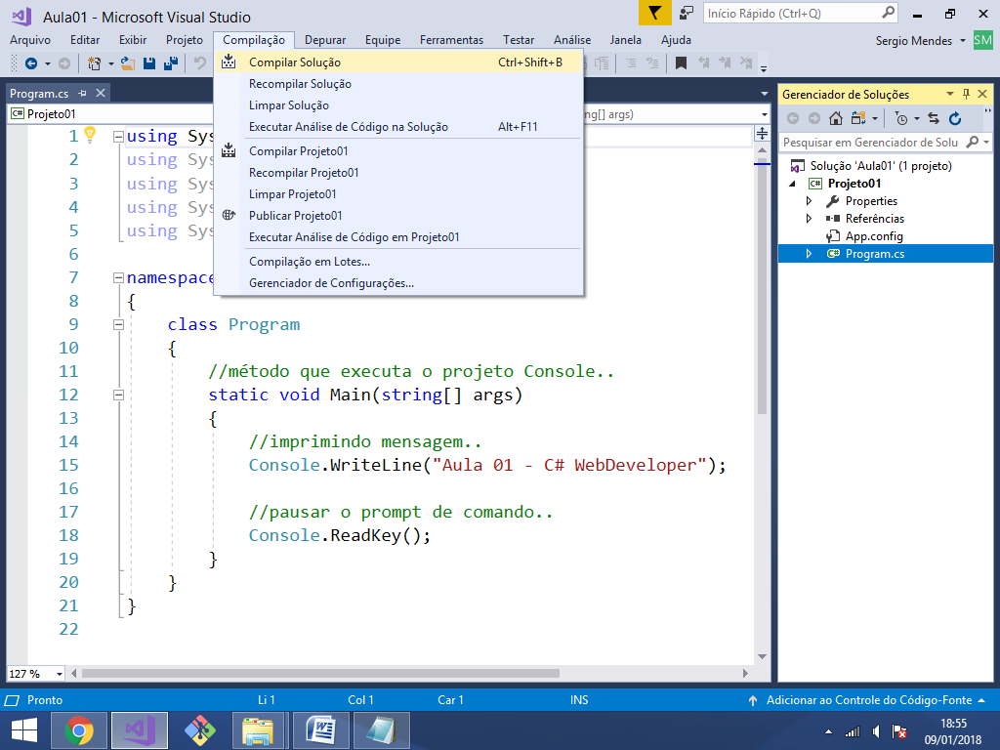 Aula01 - Microsoft Visual Studio
Início Rápido (Ctrl+Q)
Arquivo Editar Exibir Projeto Compilação Depurar Equipe Ferramentas Testar Análise Janela Ajuda
Sergio Mendes
SM
Compilar Solução Ctrl+Shift+B
Recompilar Solução
Limpar Solução
Executar Análise de Código na Solução Alt+F11
Compilar Projeto01
Recompilar Projeto01
Limpar Projeto01
Publicar Projeto01
Executar Análise de Código em Projeto01
Compilação em Lotes...
Gerenciador de Configurações...
Program.cs
C# Projeto01
ng[] args)
1 using Sys
2 using Sys
3 using Sys
4 using Sys
5 using Sys
6
7 namespace
8 {
9 class Program
10 {
11 //método que executa o projeto Console..
12 static void Main(string[] args)
13 {
14 //imprimindo mensagem..
15 Console.WriteLine("Aula 01 - C# WebDeveloper");
16
17 //pausar o prompt de comando..
18 Console.ReadKey();
19 }
20 }
21 }
22
127 %
Gerenciador de Soluções
Pesquisar em Gerenciador de Solu
Solução 'Aula01' (1 projeto)
C# Projeto01
Properties
Referências
App.config
C# Program.cs
Pronto Li 1 Col 1 Car 1 INS Adicionar ao Controle do Código-Fonte
18:55
09/01/2018